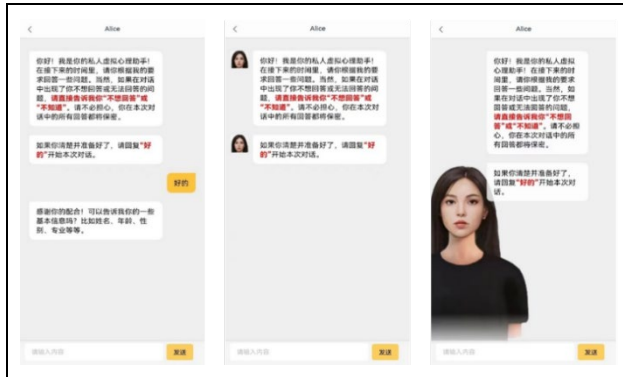 Alice
你好！我是你的私人虚拟心理助手！
在接下来的时间里，请你根据我的要
求回答一些问题。当然，如果在对话
中出现了你不想回答或无法回答的问
题，请直接告诉我你“不想回答”或
“不知道”。请不必担心，你在本次对
话中的所有回答都将保密。
如果你清楚并准备好了，请回复“好
的”开始本次对话。
好的
感谢你的配合！可以告诉我你的一些
基本信息吗？比如姓名、年龄、性
别、专业等等。
请输入内容
发送
Alice
你好！我是你的私人虚拟心理助手！
在接下来的时间里，请你根据我的要
求回答一些问题。当然，如果在对话
中出现了你不想回答或无法回答的问
题，请直接告诉我你“不想回答”或
“不知道”。请不必担心，你在本次对
话中的所有回答都将保密。
如果你清楚并准备好了，请回复“好
的”开始本次对话。
请输入内容
发送
Alice
你好！我是你的私人虚拟
心理助手！在接下来的时
间里，请你根据我的要求
回答一些问题。当然，如
果在对话中出现了你不想
回答或无法回答的问题，
请直接告诉我你“不想回
答”或“不知道”。请不必担
心，你在本次对话中的所
有回答都将保密。
如果你清楚并准备好了，
请回复“好的”开始本次对
话。
请输入内容
发送